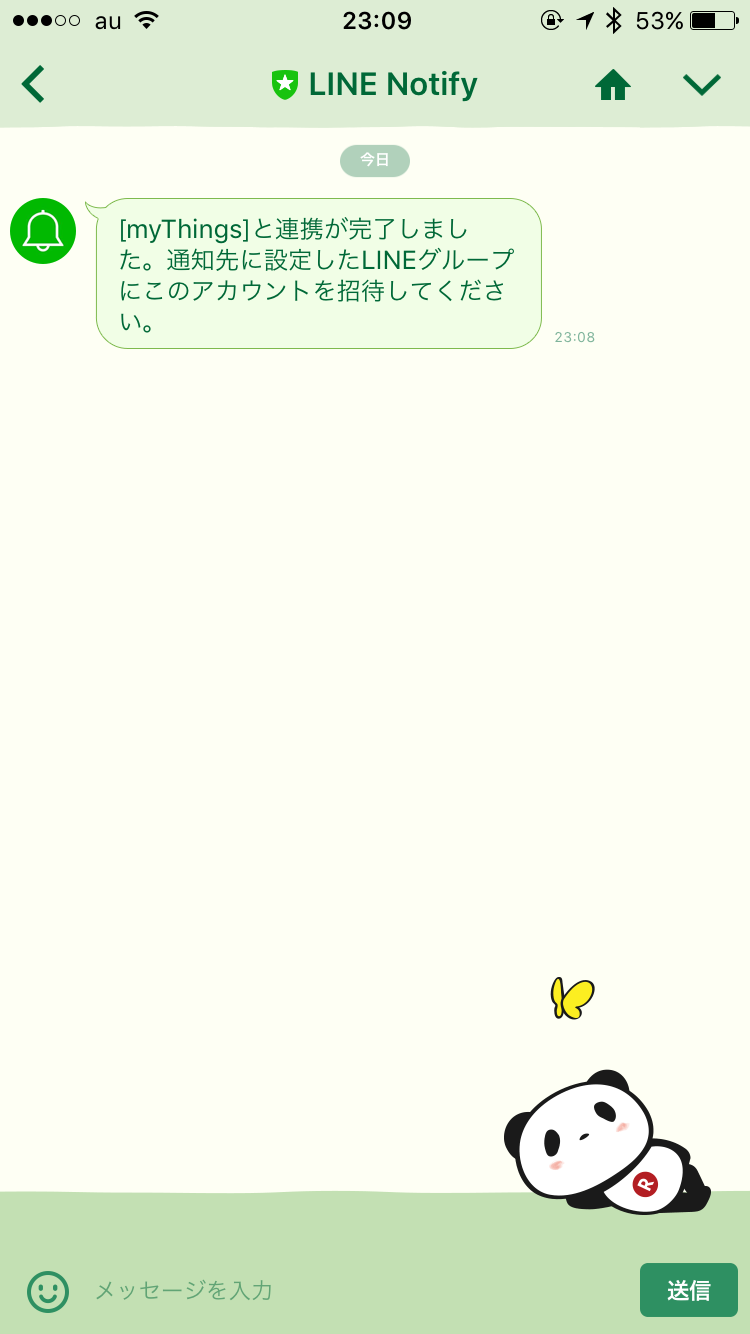 au 23:09 53%
LINE Notify
今日
[myThings]と連携が完了しまし
た。通知先に設定したLINEグループ
にこのアカウントを招待してくださ
い。
23:08
R
メッセージを入力
送信